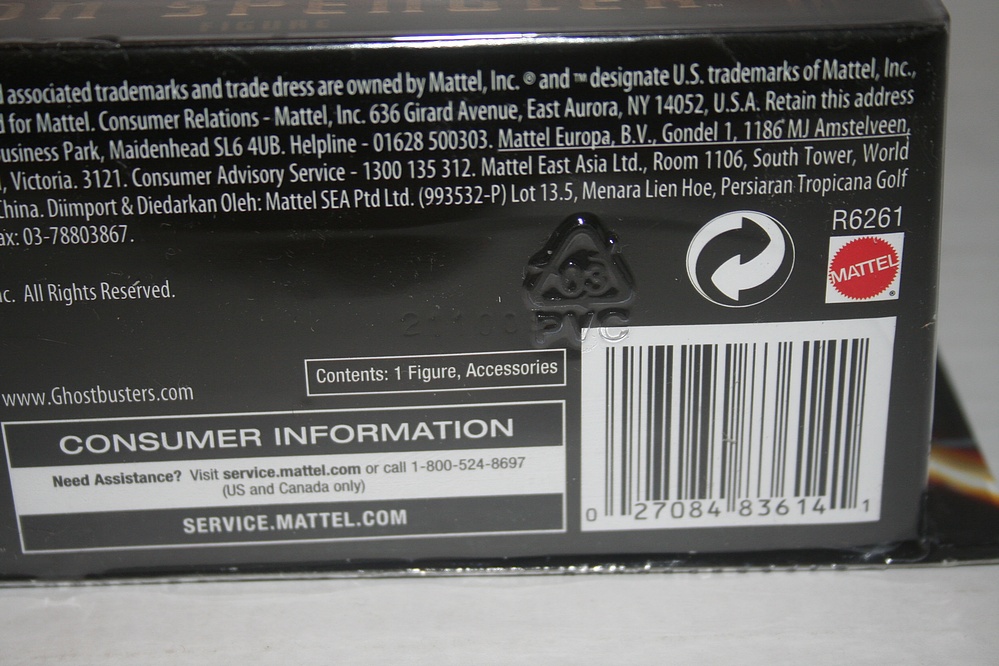 ON SPENGLER™
FIGURE
associated trademarks and trade dress are owned by Mattel, Inc. ® and ™ designate U.S. trademarks of Mattel, Inc.,
d for Mattel. Consumer Relations - Mattel, Inc. 636 Girard Avenue, East Aurora, NY 14052, U.S.A. Retain this address
usiness Park, Maidenhead SL6 4UB. Helpline - 01628 500303. Mattel Europa, B.V., Gondel 1, 1186 MJ Amstelveen,
, Victoria. 3121. Consumer Advisory Service - 1300 135 312. Mattel East Asia Ltd., Room 1106, South Tower, World
China. Diimport & Diedarkan Oleh: Mattel SEA Ptd Ltd. (993532-P) Lot 13.5, Menara Lien Hoe, Persiaran Tropicana Golf
ax: 03-78803867.
R6261
MATTEL®
03
PVC
c. All Rights Reserved.
www.Ghostbusters.com
Contents: 1 Figure, Accessories
CONSUMER INFORMATION
Need Assistance? Visit service.mattel.com or call 1-800-524-8697
(US and Canada only)
SERVICE.MATTEL.COM
0 27084 83614 1